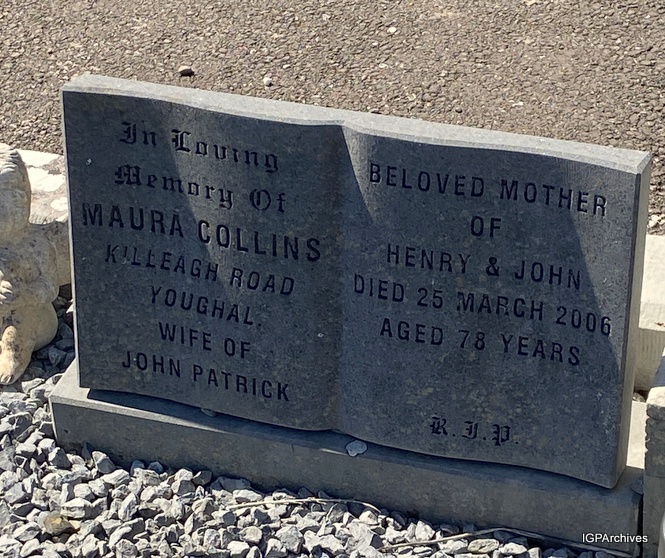 In Loving
Memory Of
MAURA COLLINS
KILLEAGH ROAD
YOUGHAL.
WIFE OF
JOHN PATRICK
BELOVED MOTHER
OF
HENRY & JOHN
DIED 25 MARCH 2006
AGED 78 YEARS
R.I.P.
IGPArchives